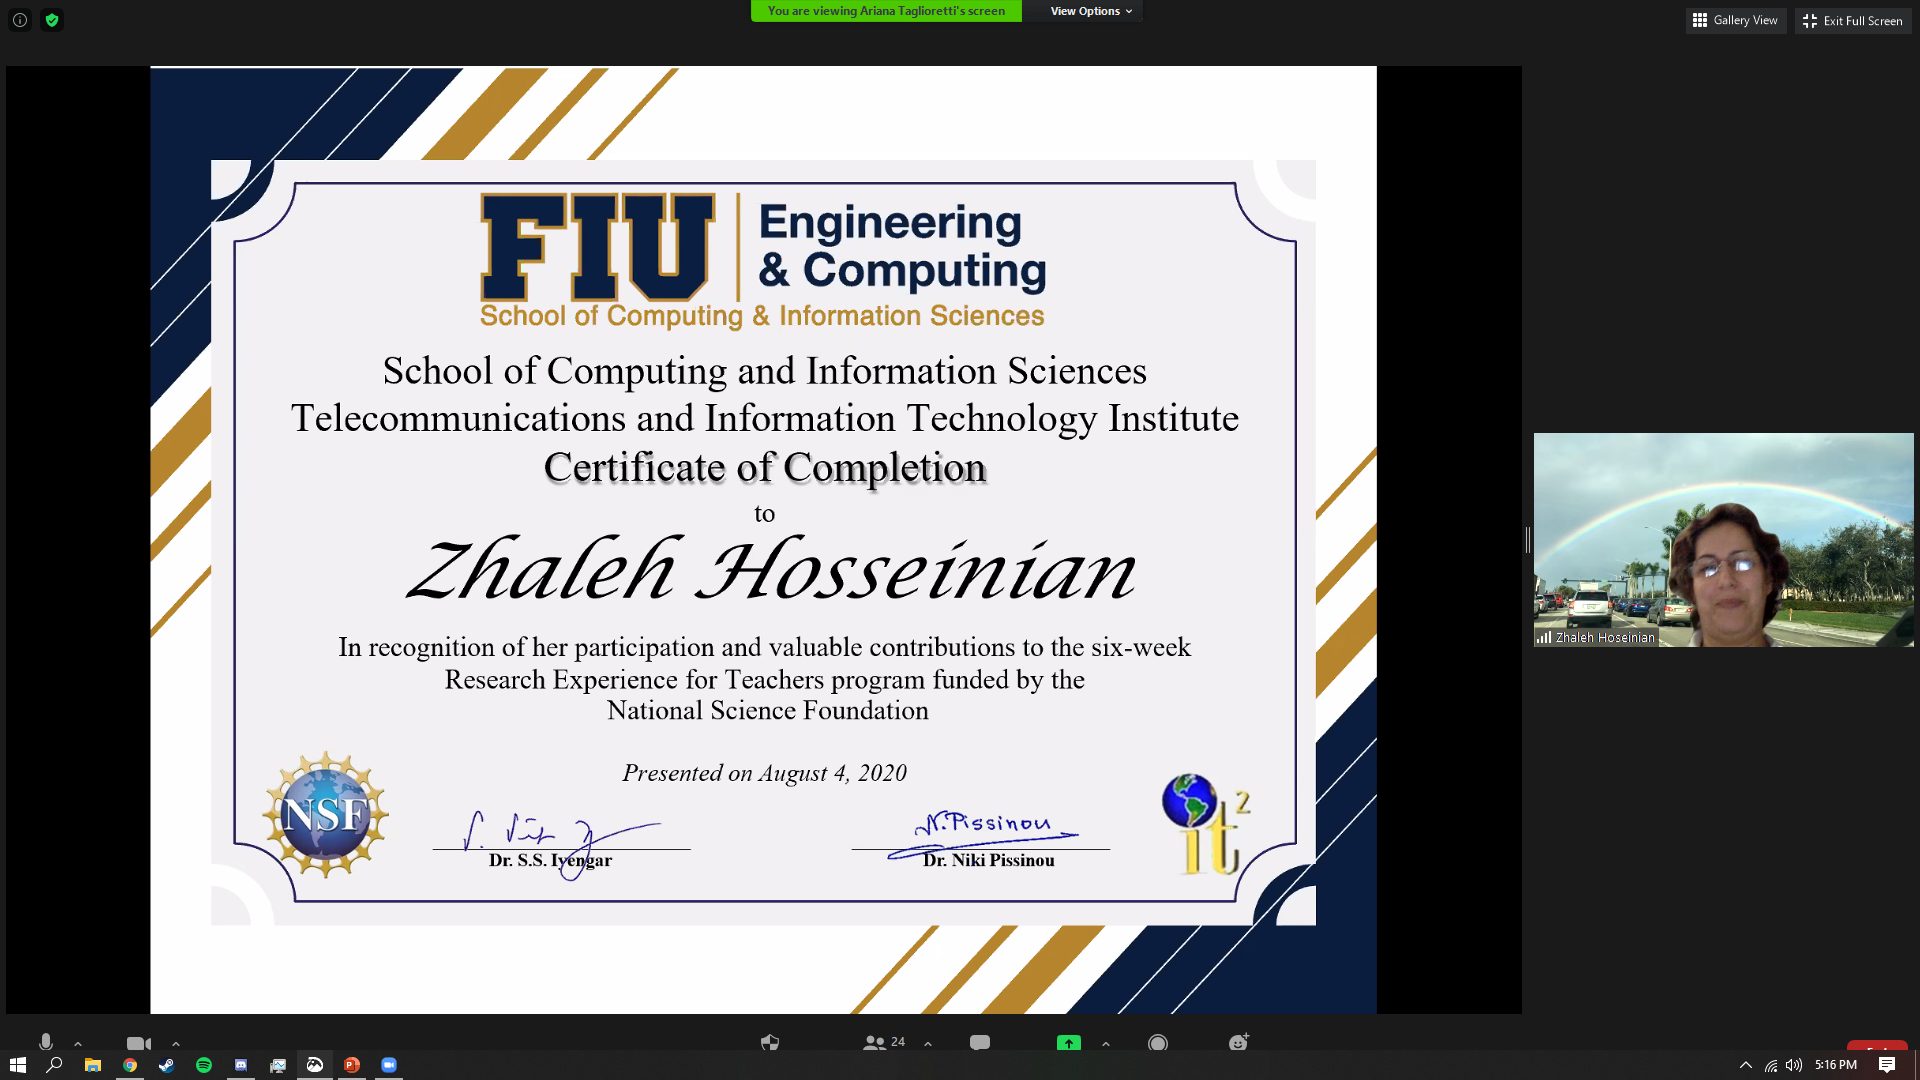 You are viewing Ariana Taglioretti's screen
View Options
Gallery View
Exit Full Screen
FIU
Engineering
& Computing
School of Computing & Information Sciences
School of Computing and Information Sciences
Telecommunications and Information Technology Institute
Certificate of Completion
to
Zhaleh Hosseinian
In recognition of her participation and valuable contributions to the six-week
Research Experience for Teachers program funded by the
National Science Foundation
Presented on August 4, 2020
NSF
N. Pissinou
it2
Dr. S.S. Iyengar
Dr. Niki Pissinou
Zhaleh Hoseinian
24
5:16 PM